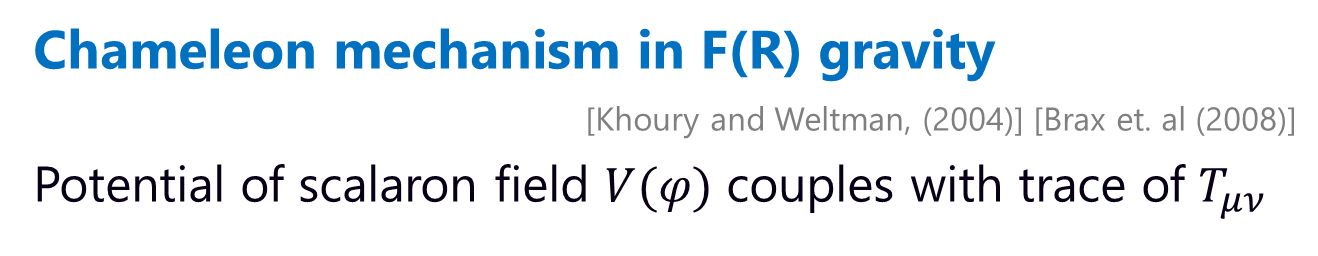 Chameleon mechanism in F(R) gravity
[Khoury and Weltman, (2004)] [Brax et. al (2008)]
Potential of scalaron field 𝑉(𝜑) couples with trace of 𝑇𝜇𝜈